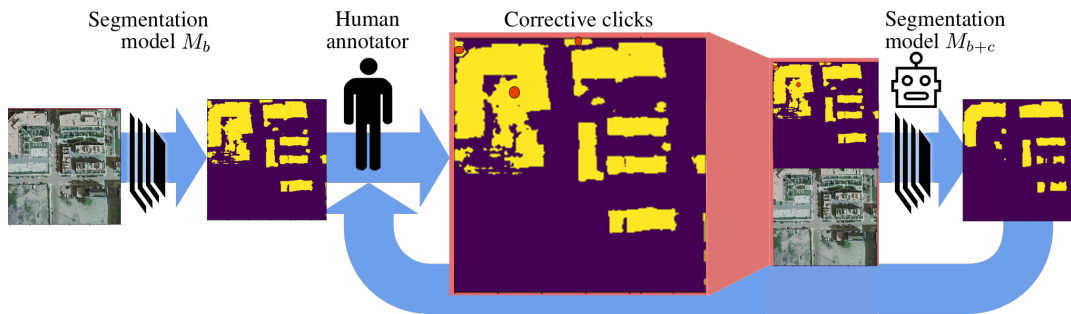 Segmentation
model M_b
Human
annotator
Corrective clicks
Segmentation
model M_{b+c}